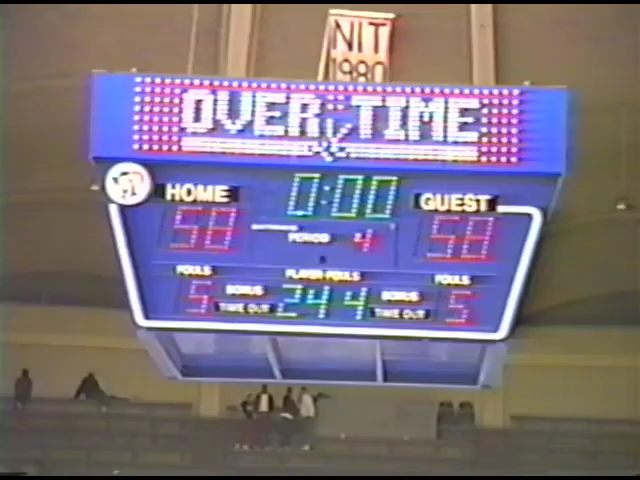 NIT
1980
OVER TIME
HOME 0:00 GUEST
58 PERIOD 4 58
FOULS PLAYER FOULS FOULS
5 BONUS 24 4 BONUS 5
TIME OUT TIME OUT